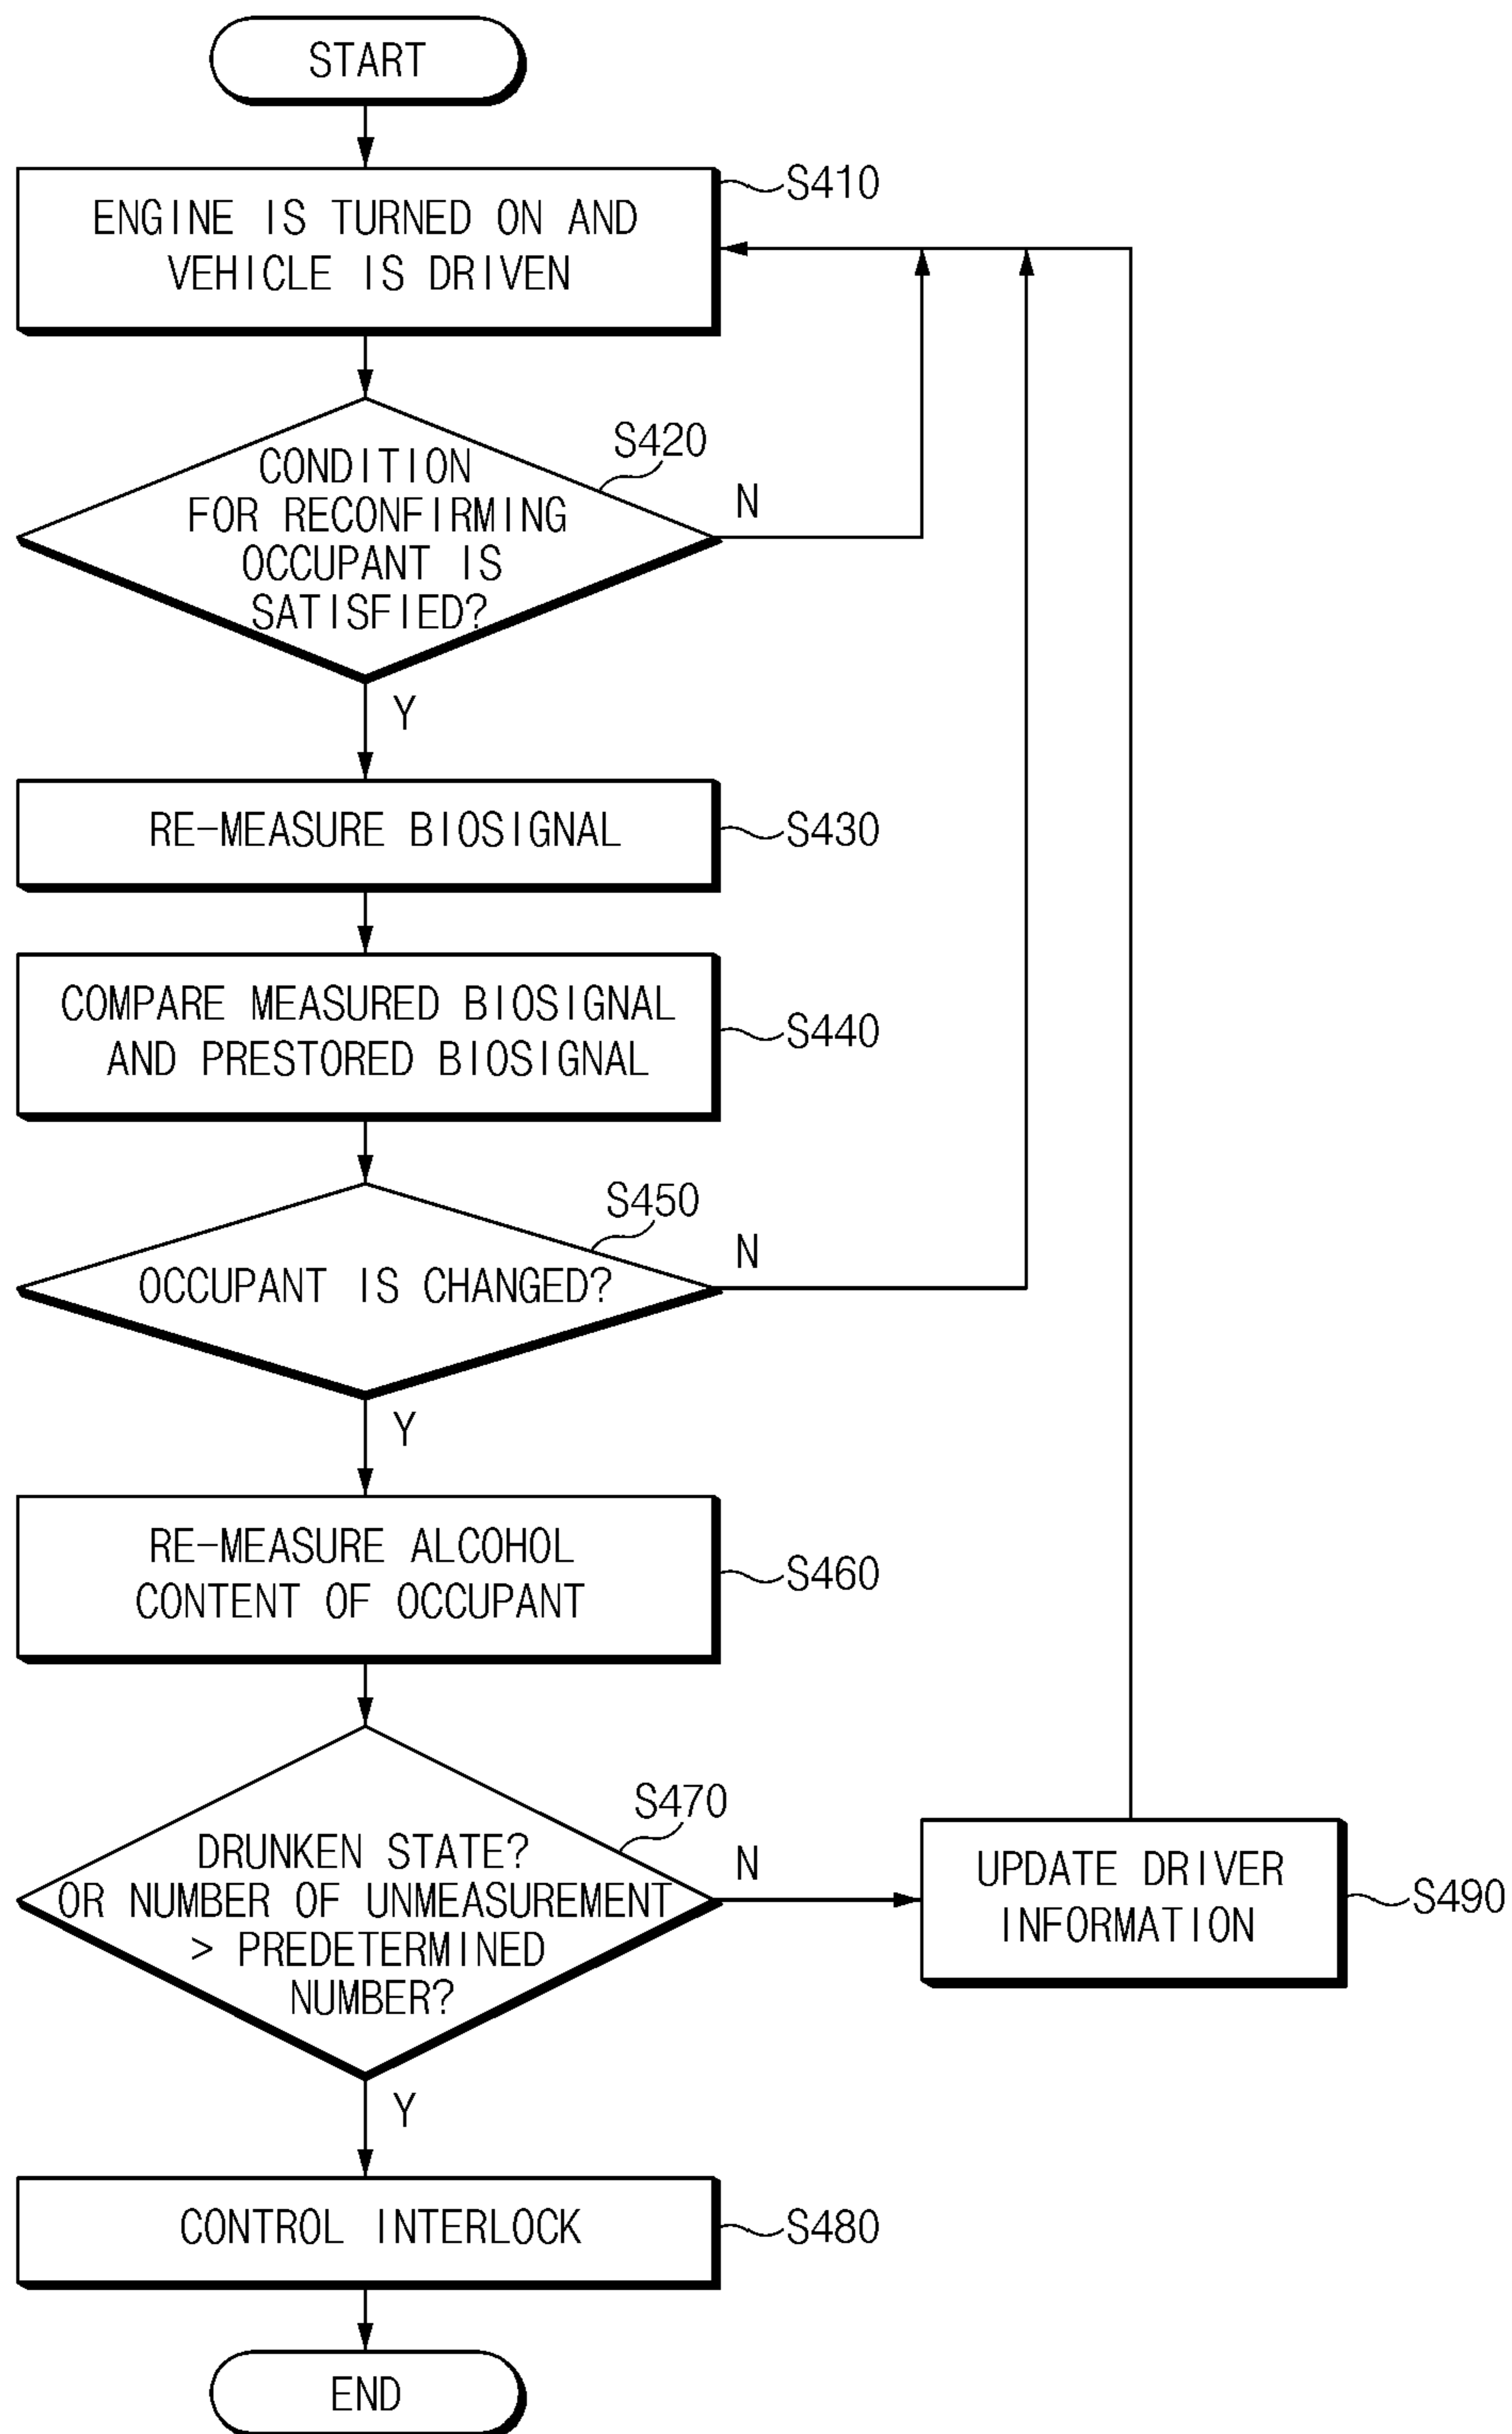 START
S410
ENGINE IS TURNED ON AND
VEHICLE IS DRIVEN
S420
CONDITION
FOR RECONFIRMING
OCCUPANT IS
SATISFIED?
N
Y
RE-MEASURE BIOSIGNAL
S430
COMPARE MEASURED BIOSIGNAL
AND PRESTORED BIOSIGNAL
S440
S450
OCCUPANT IS CHANGED?
N
Y
RE-MEASURE ALCOHOL
CONTENT OF OCCUPANT
S460
S470
DRUNKEN STATE?
OR NUMBER OF UNMEASUREMENT
> PREDETERMINED
NUMBER?
N
UPDATE DRIVER
INFORMATION
S490
Y
CONTROL INTERLOCK
S480
END